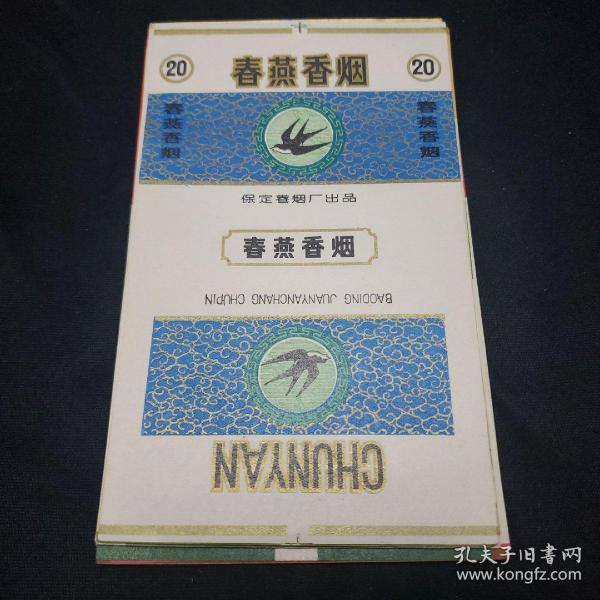 20 春燕香烟 20
春燕香烟
春燕香烟
保定卷烟厂出品
春燕香烟
BAODING JUANYANCHANG CHUPIN
CHUNYAN
孔夫子旧书网
www.kongfz.com